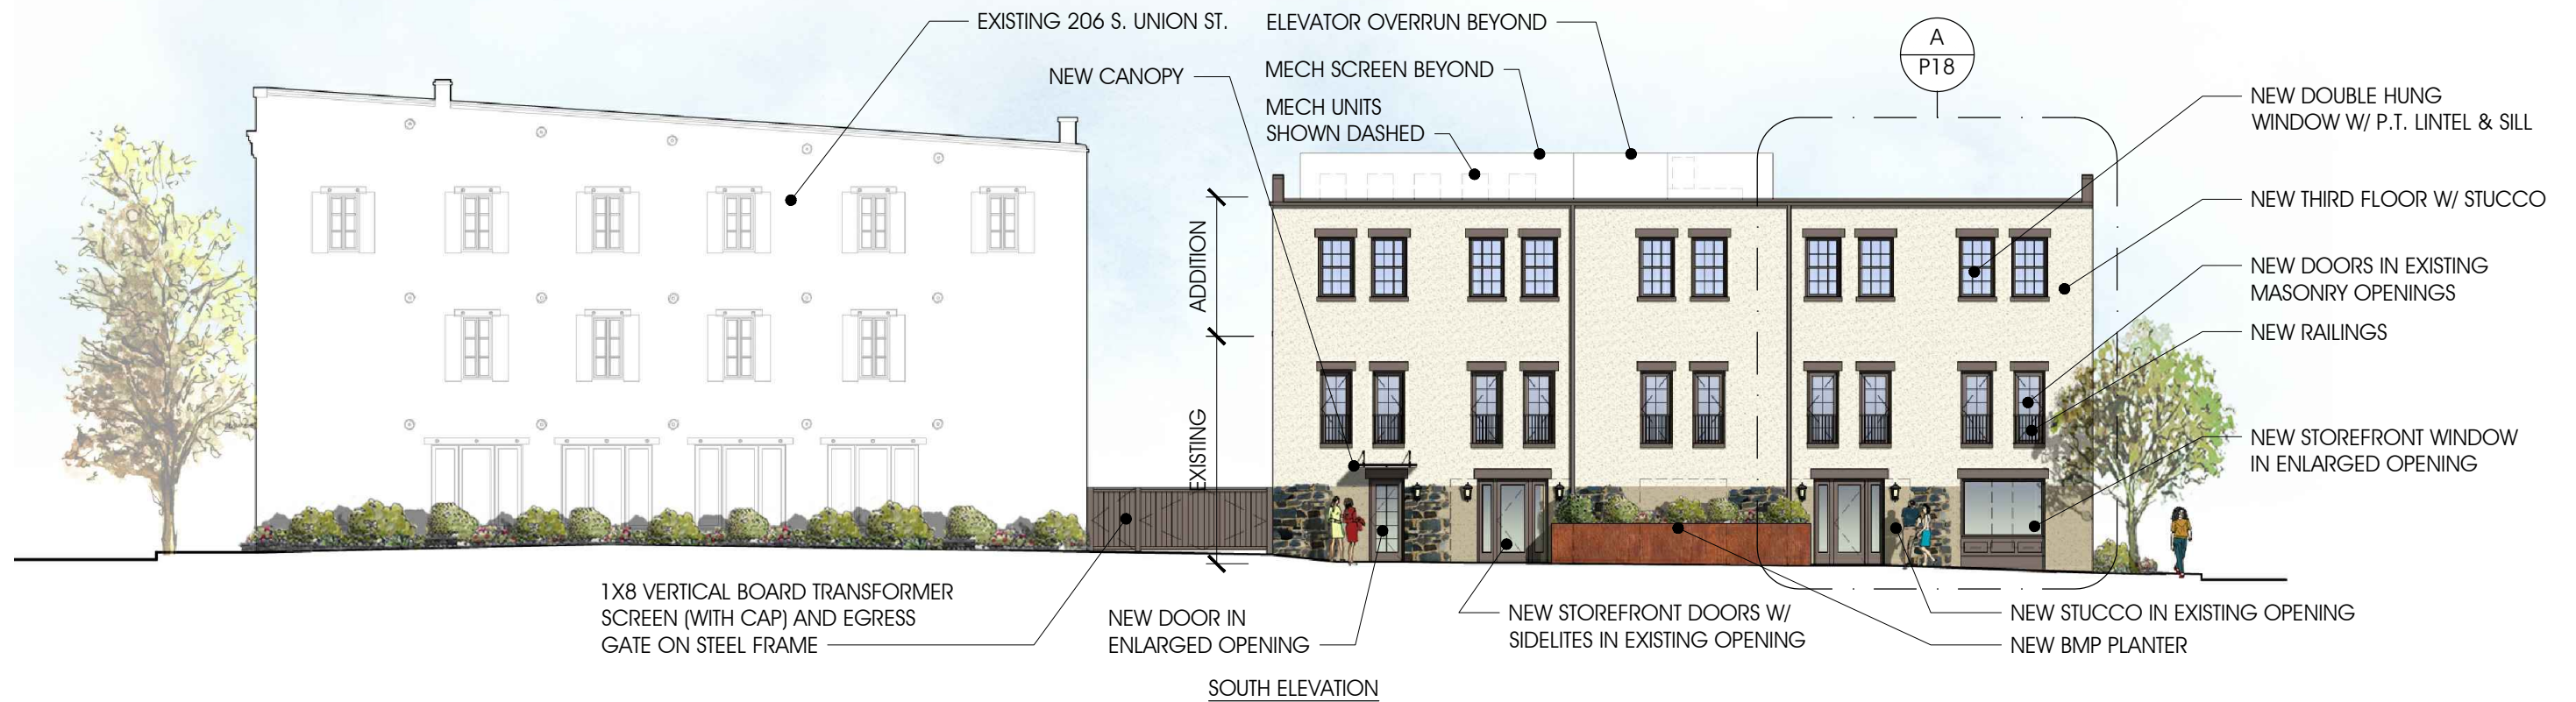 EXISTING 206 S. UNION ST.
ELEVATOR OVERRUN BEYOND
NEW CANOPY
MECH SCREEN BEYOND
MECH UNITS
SHOWN DASHED
A
P18
NEW DOUBLE HUNG
WINDOW W/ P.T. LINTEL & SILL
NEW THIRD FLOOR W/ STUCCO
NEW DOORS IN EXISTING
MASONRY OPENINGS
NEW RAILINGS
NEW STOREFRONT WINDOW
IN ENLARGED OPENING
ADDITION
EXISTING
1X8 VERTICAL BOARD TRANSFORMER
SCREEN (WITH CAP) AND EGRESS
GATE ON STEEL FRAME
NEW DOOR IN
ENLARGED OPENING
NEW STOREFRONT DOORS W/
SIDELITES IN EXISTING OPENING
NEW STUCCO IN EXISTING OPENING
NEW BMP PLANTER
SOUTH ELEVATION